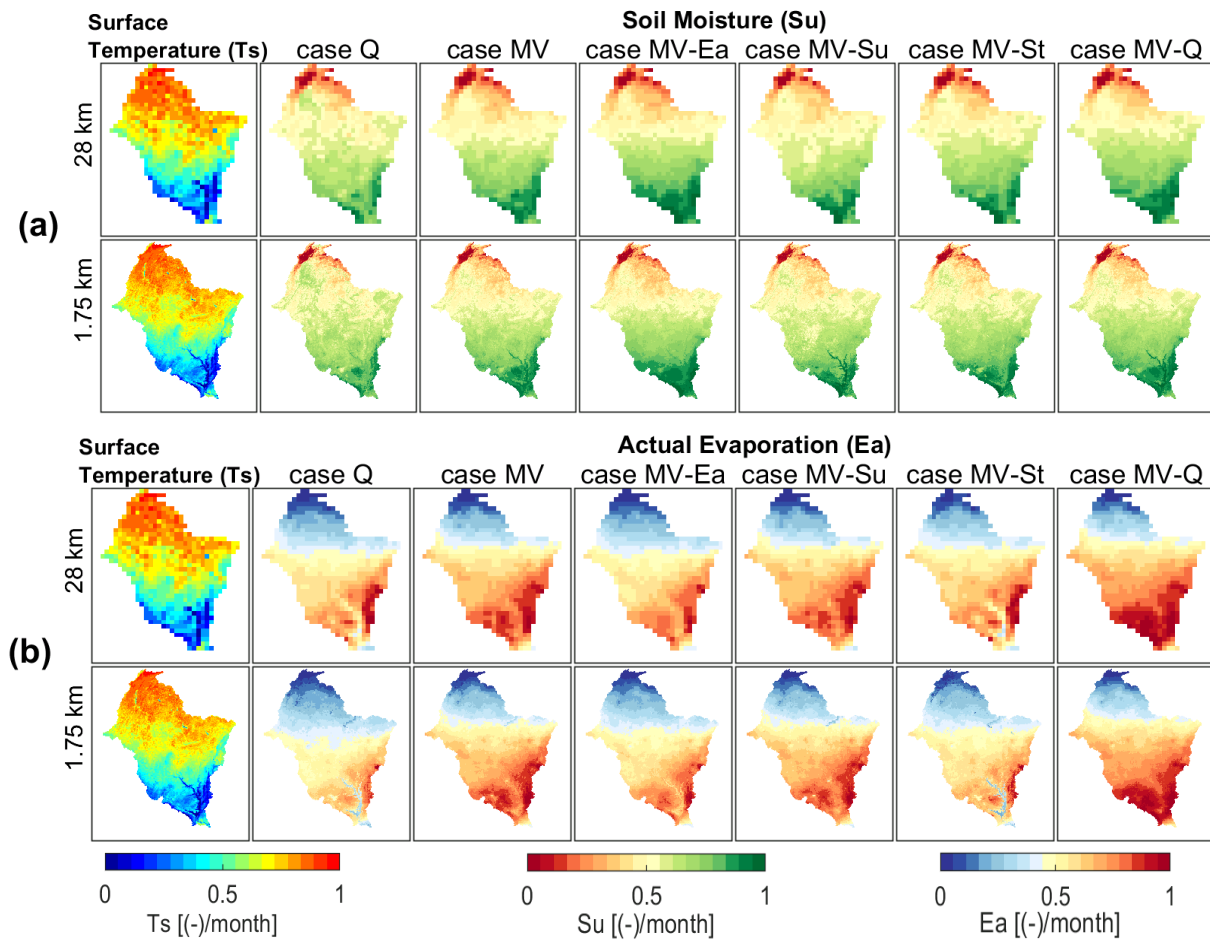 Surface
Temperature (Ts)
Soil Moisture (Su)
case Q case MV case MV-Ea case MV-Su case MV-St case MV-Q
28 km
(a)
1.75 km
Surface
Temperature (Ts)
Actual Evaporation (Ea)
case Q case MV case MV-Ea case MV-Su case MV-St case MV-Q
28 km
(b)
1.75 km
0 0.5 1
Ts [(-)/month]
0 0.5 1
Su [(-)/month]
0 0.5 1
Ea [(-)/month]